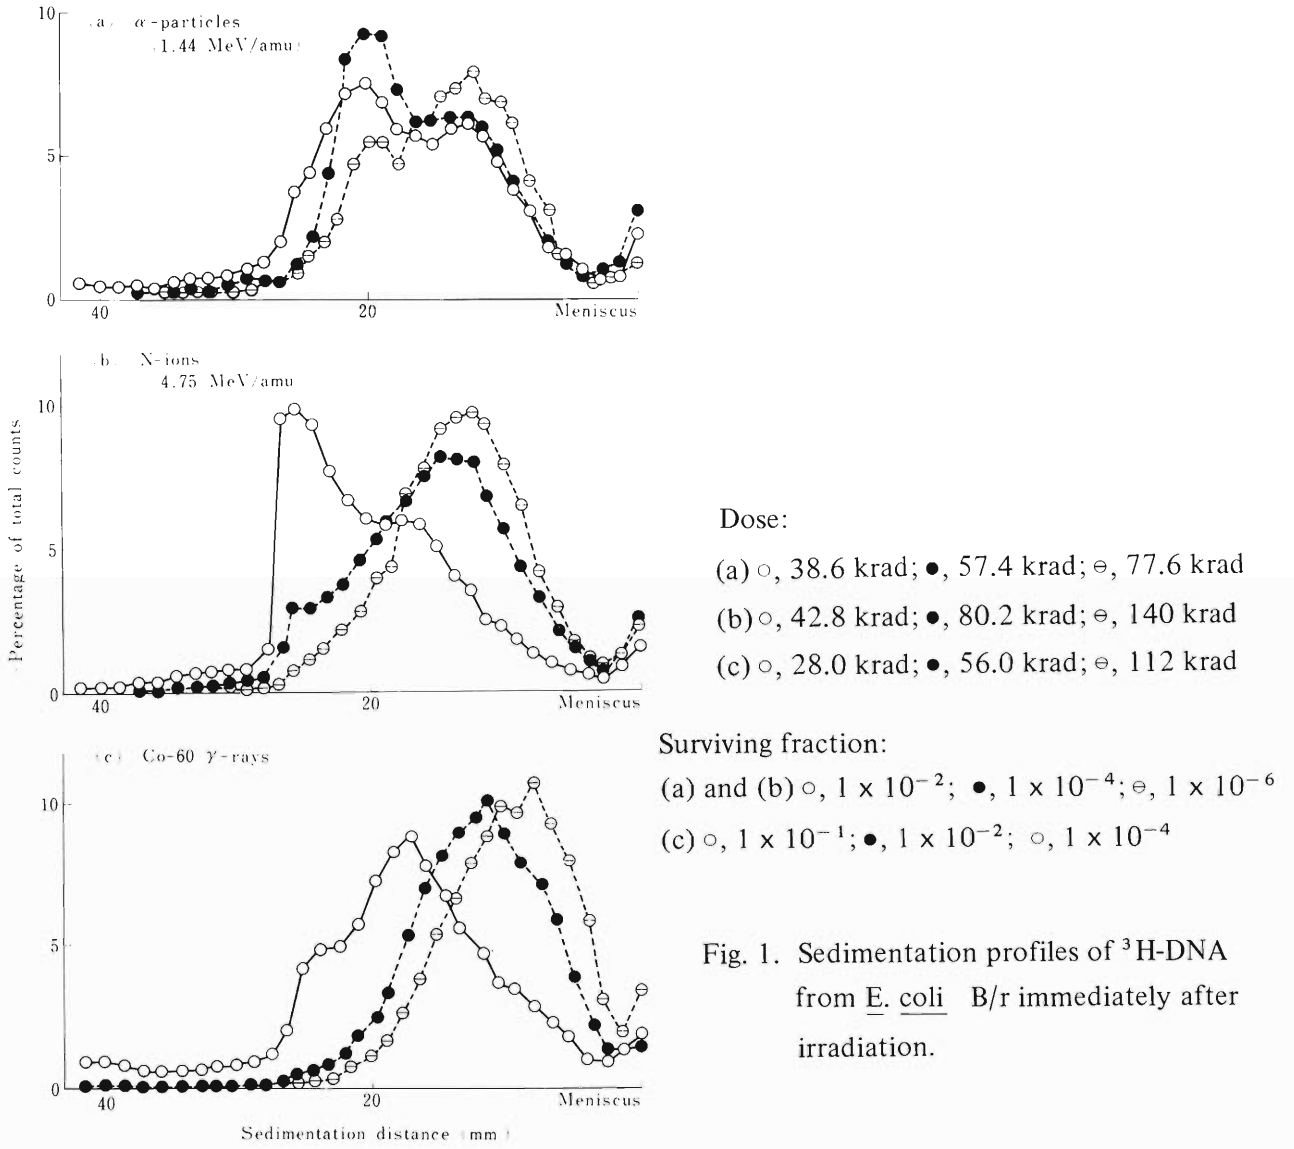 10
(a) α-particles
(1.44 MeV/amu)
5
0
40
20
Meniscus
(b) N-ions
4.75 MeV/amu
10
5
0
40
20
Meniscus
Percentage of total counts
(c) Co-60 γ-rays
10
5
0
40
20
Meniscus
Sedimentation distance (mm)
Dose:
(a) ○, 38.6 krad; ●, 57.4 krad; ⊖, 77.6 krad
(b) ○, 42.8 krad; ●, 80.2 krad; ⊖, 140 krad
(c) ○, 28.0 krad; ●, 56.0 krad; ⊖, 112 krad
Surviving fraction:
(a) and (b) ○, 1 x 10⁻²; ●, 1 x 10⁻⁴; ⊖, 1 x 10⁻⁶
(c) ○, 1 x 10⁻¹; ●, 1 x 10⁻²; ○, 1 x 10⁻⁴
Fig. 1. Sedimentation profiles of ³H-DNA
from E. coli B/r immediately after
irradiation.